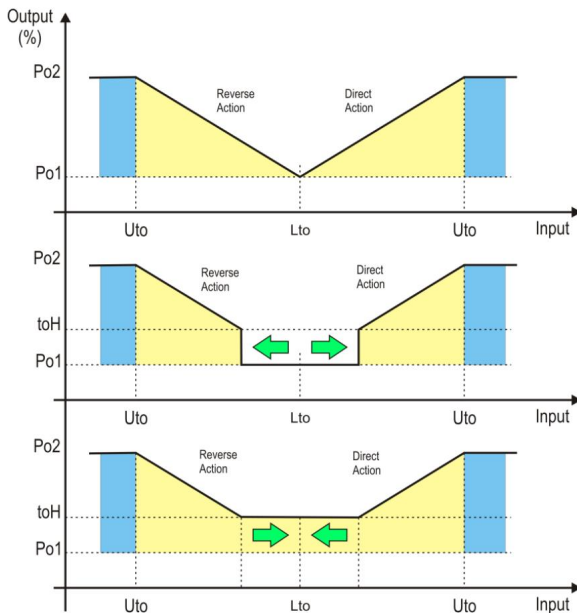 Output
(%)
Po2
Reverse
Action
Direct
Action
Po1
Uto
Lto
Uto
Input
Po2
Reverse
Action
Direct
Action
toH
Po1
Uto
Lto
Uto
Input
Po2
Reverse
Action
Direct
Action
toH
Po1
Uto
Lto
Uto
Input